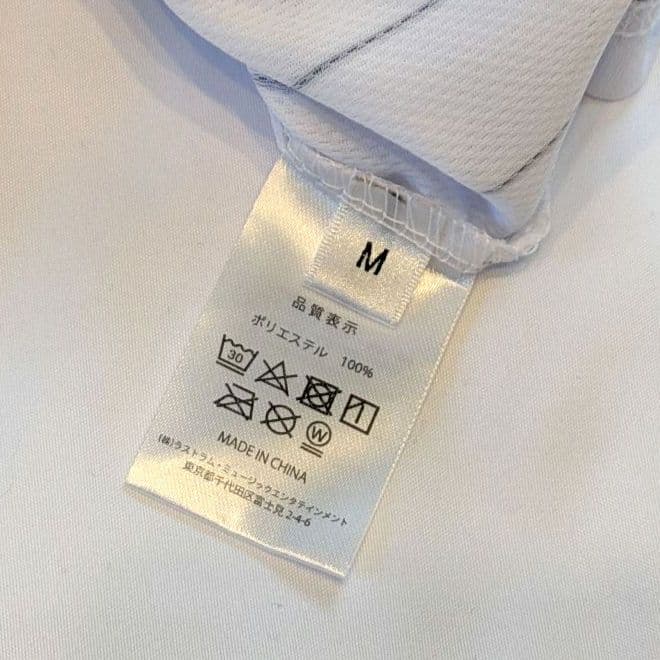 M
品質表示
ポリエステル 100%
30
W
MADE IN CHINA
(株)ラストラム・ミュージックエンタテインメント
東京都千代田区富士見 2-4-6